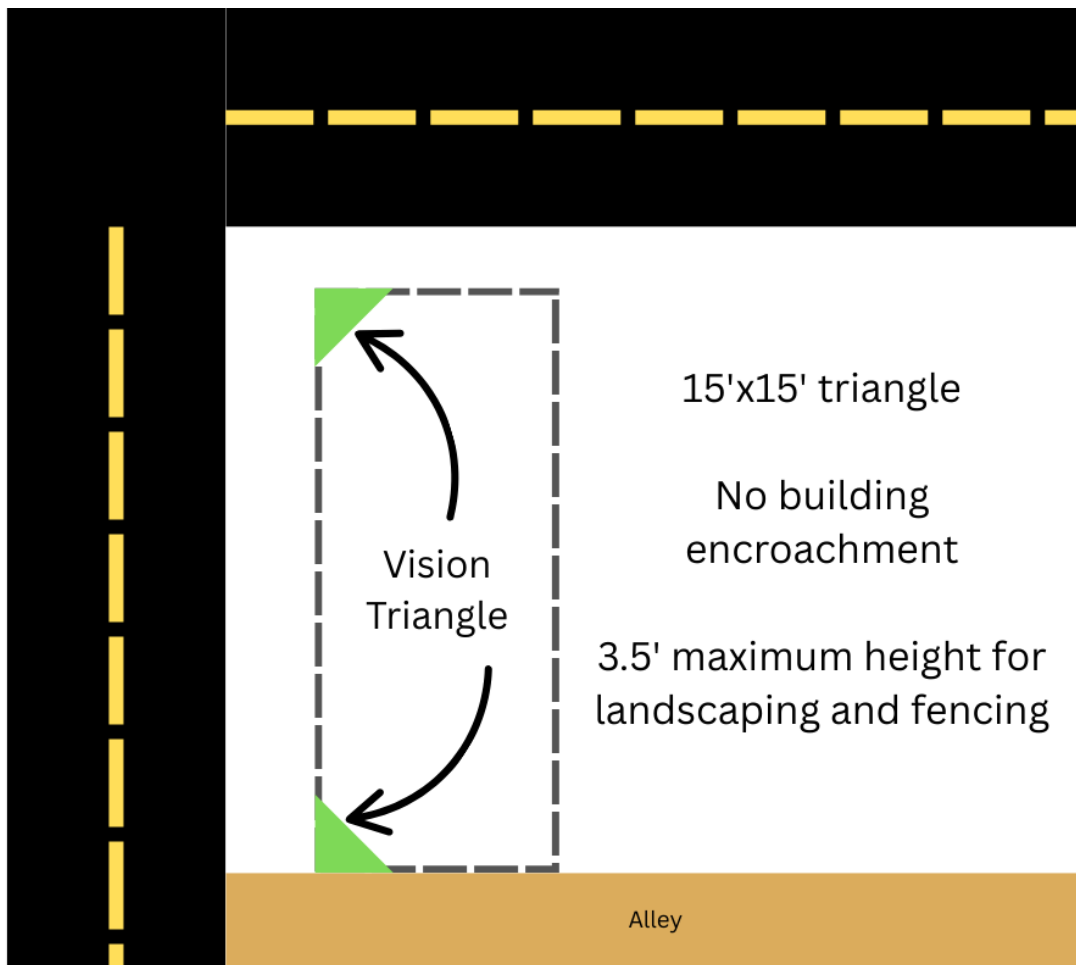 15'x15' triangle
No building
encroachment
Vision
Triangle
3.5' maximum height for
landscaping and fencing
Alley